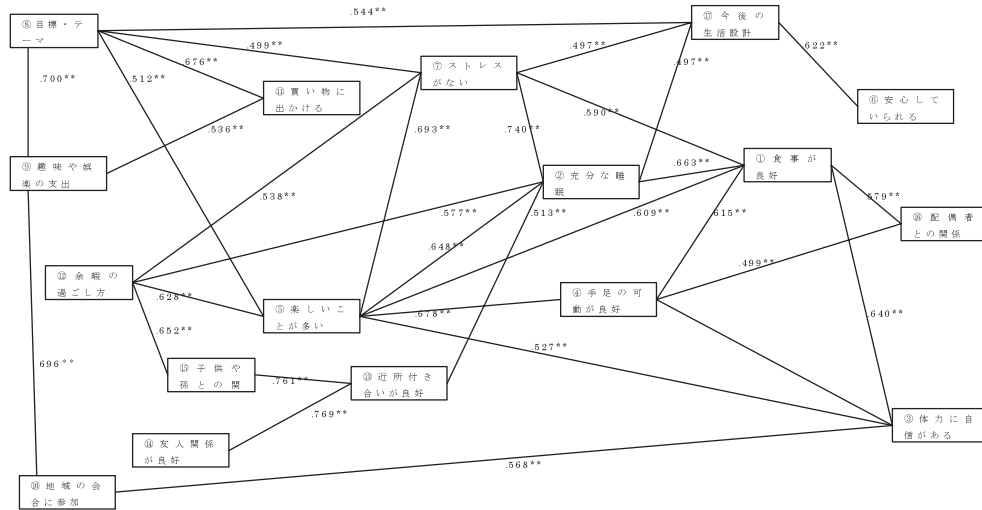 .544**
⑧目標・テ
ーマ
⑰今後の
生活設計
.499**
.497**
.622**
.676**
.512**
.497**
⑦ストレス
がない
.700**
⑪買い物に
出かける
⑥安心して
いられる
.590**
.536**
.693**
.740**
.663**
①食事が
良好
⑨趣味や娯
楽の支出
②充分な睡
眠
.538**
.579**
.577**
.513**
.609**
.615**
⑯配偶者
との関係
.648**
.499**
⑫余暇の
過ごし方
.628**
④手足の可
動が良好
⑤楽しいこ
とが多い
.678**
.640**
.652**
.527**
.696**
⑮子供や
孫との関
.761**
⑬近所付き
合いが良好
.769**
③体力に自
信がある
⑭友人関係
が良好
.568**
⑩地域の会
合に参加